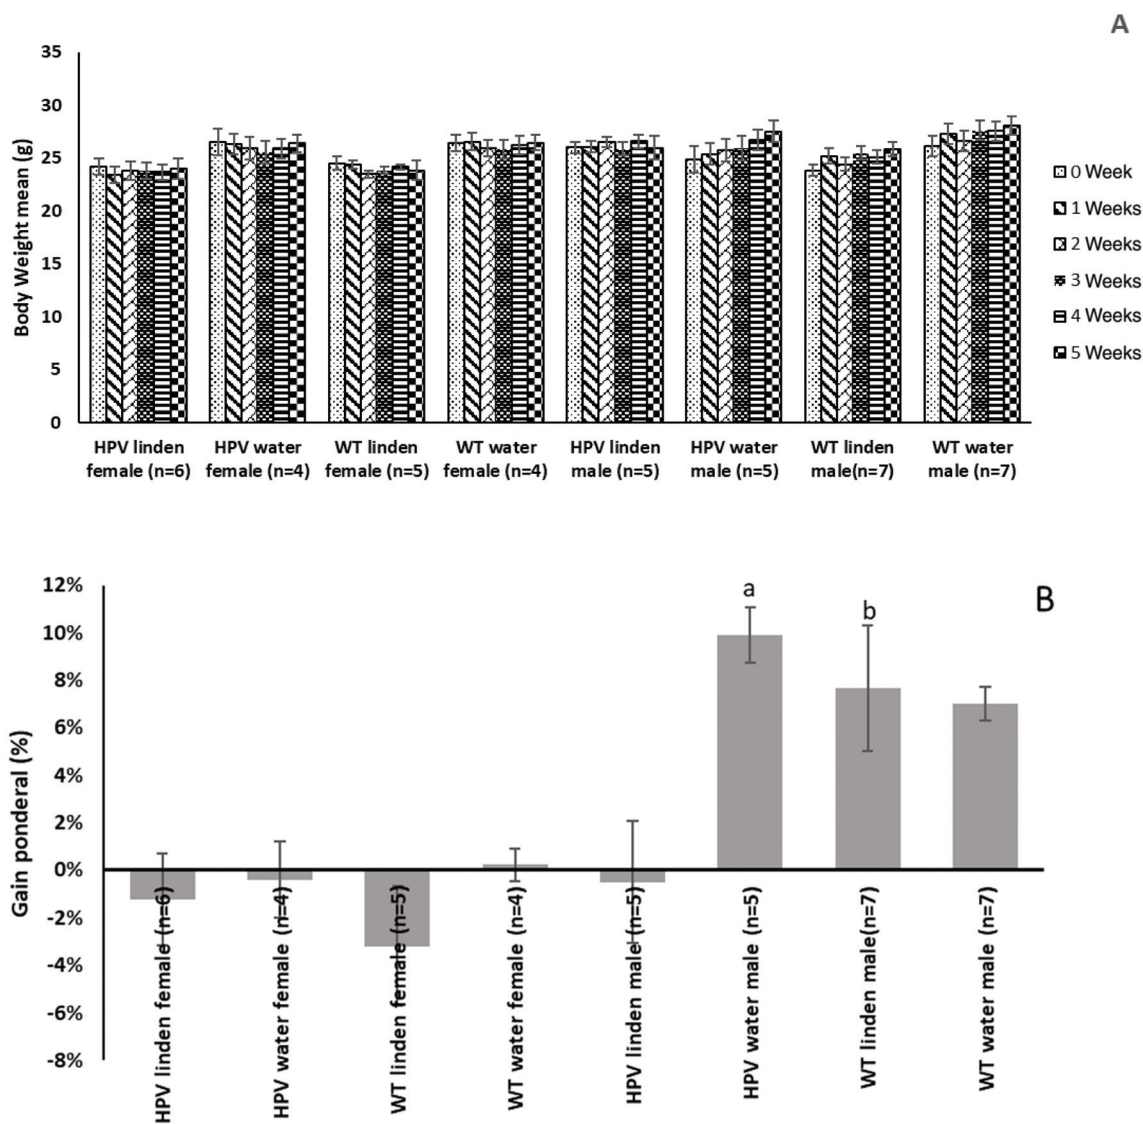 A
35
30
25
20
15
10
5
0
Body Weight mean (g)
HPV linden
female (n=6)
HPV water
female (n=4)
WT linden
female (n=5)
WT water
female (n=4)
HPV linden
male (n=5)
HPV water
male (n=5)
WT linden
male(n=7)
WT water
male (n=7)
0 Week
1 Weeks
2 Weeks
3 Weeks
4 Weeks
5 Weeks
B
12%
10%
8%
6%
4%
2%
0%
-2%
-4%
-6%
-8%
Gain ponderal (%)
a
b
HPV linden female (n=6)
HPV water female (n=4)
WT linden female (n=5)
WT water female (n=4)
HPV linden male (n=5)
HPV water male (n=5)
WT linden male(n=7)
WT water male (n=7)